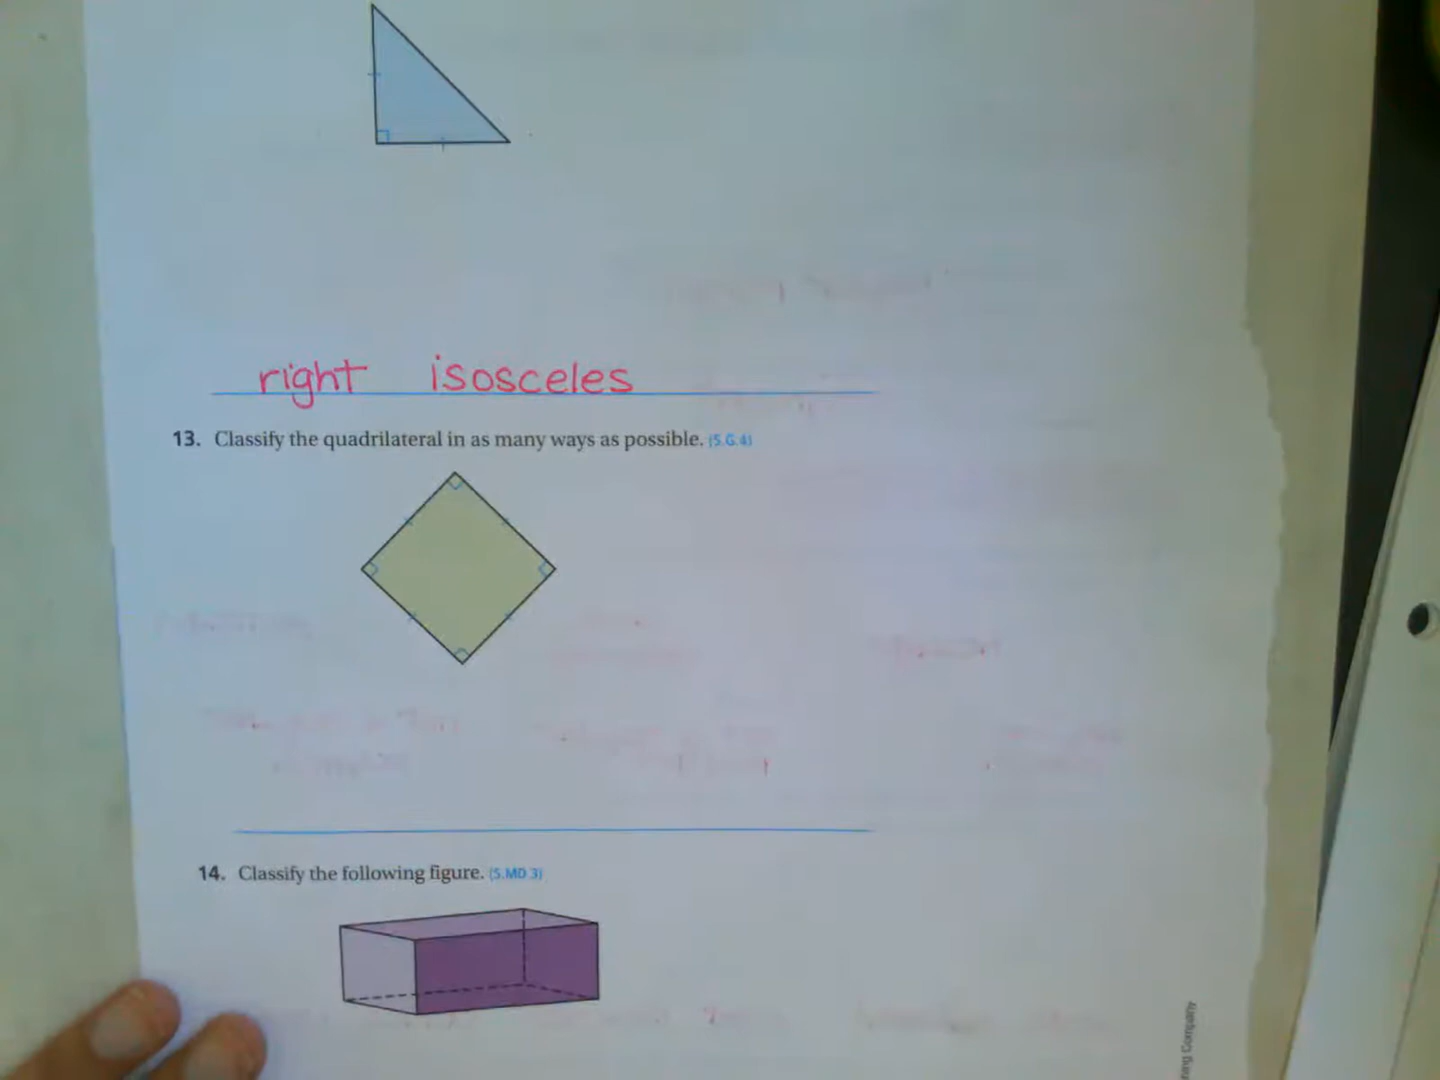 right isosceles
13. Classify the quadrilateral in as many ways as possible. (5.G.4)
14. Classify the following figure. (5.MD.3)
Company